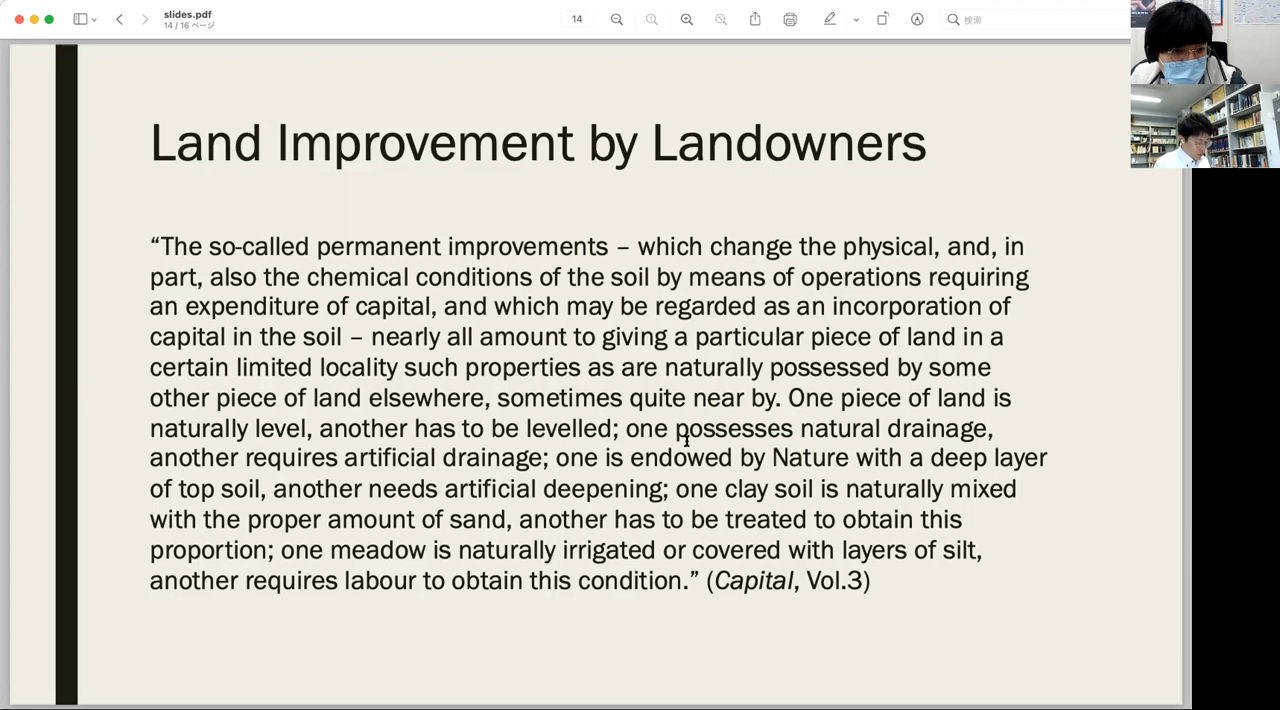 slides.pdf
14 / 16 ページ
14
検索
Land Improvement by Landowners
“The so-called permanent improvements – which change the physical, and, in
part, also the chemical conditions of the soil by means of operations requiring
an expenditure of capital, and which may be regarded as an incorporation of
capital in the soil – nearly all amount to giving a particular piece of land in a
certain limited locality such properties as are naturally possessed by some
other piece of land elsewhere, sometimes quite near by. One piece of land is
naturally level, another has to be levelled; one possesses natural drainage,
another requires artificial drainage; one is endowed by Nature with a deep layer
of top soil, another needs artificial deepening; one clay soil is naturally mixed
with the proper amount of sand, another has to be treated to obtain this
proportion; one meadow is naturally irrigated or covered with layers of silt,
another requires labour to obtain this condition.” (Capital, Vol.3)